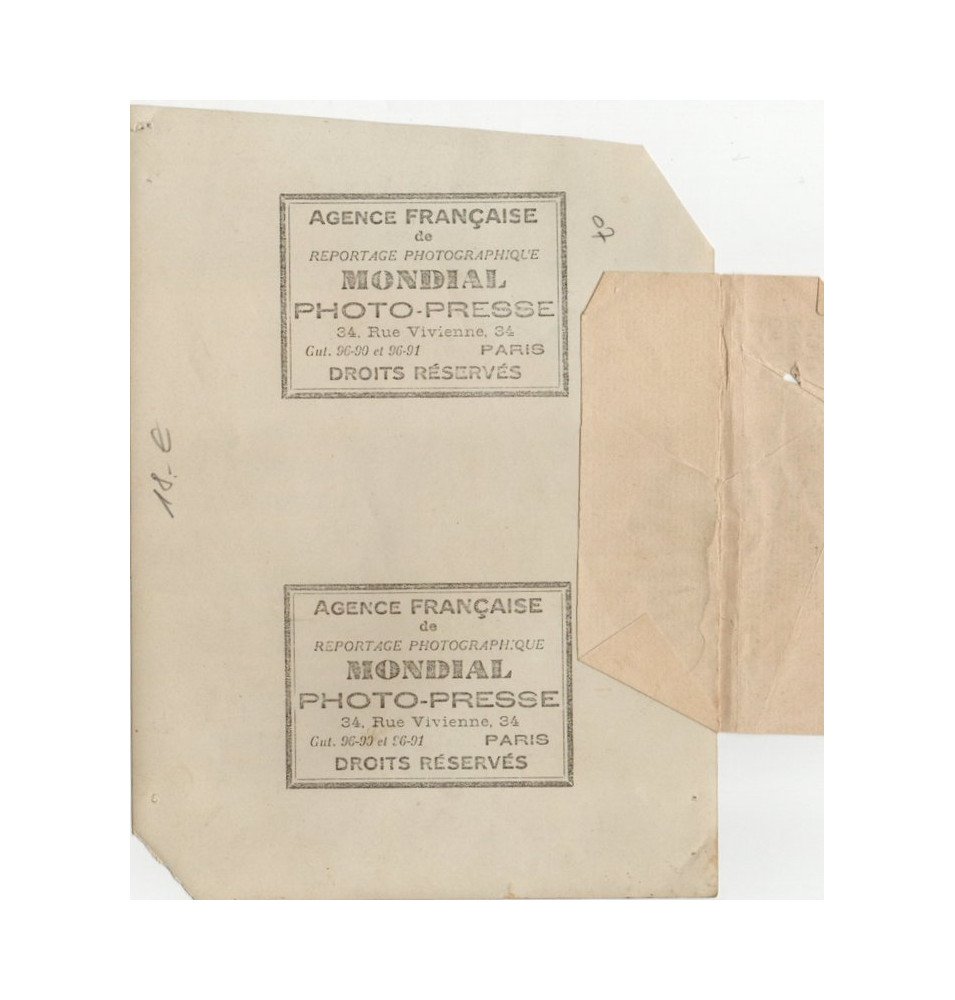 AGENCE FRANÇAISE
de
REPORTAGE PHOTOGRAPHIQUE
MONDIAL
PHOTO-PRESSE
34, Rue Vivienne, 34
Gut. 96-90 et 96-91 PARIS
DROITS RÉSERVÉS
18.- e
AGENCE FRANÇAISE
de
REPORTAGE PHOTOGRAPHIQUE
MONDIAL
PHOTO-PRESSE
34, Rue Vivienne, 34
Gut. 96-90 et 96-91 PARIS
DROITS RÉSERVÉS